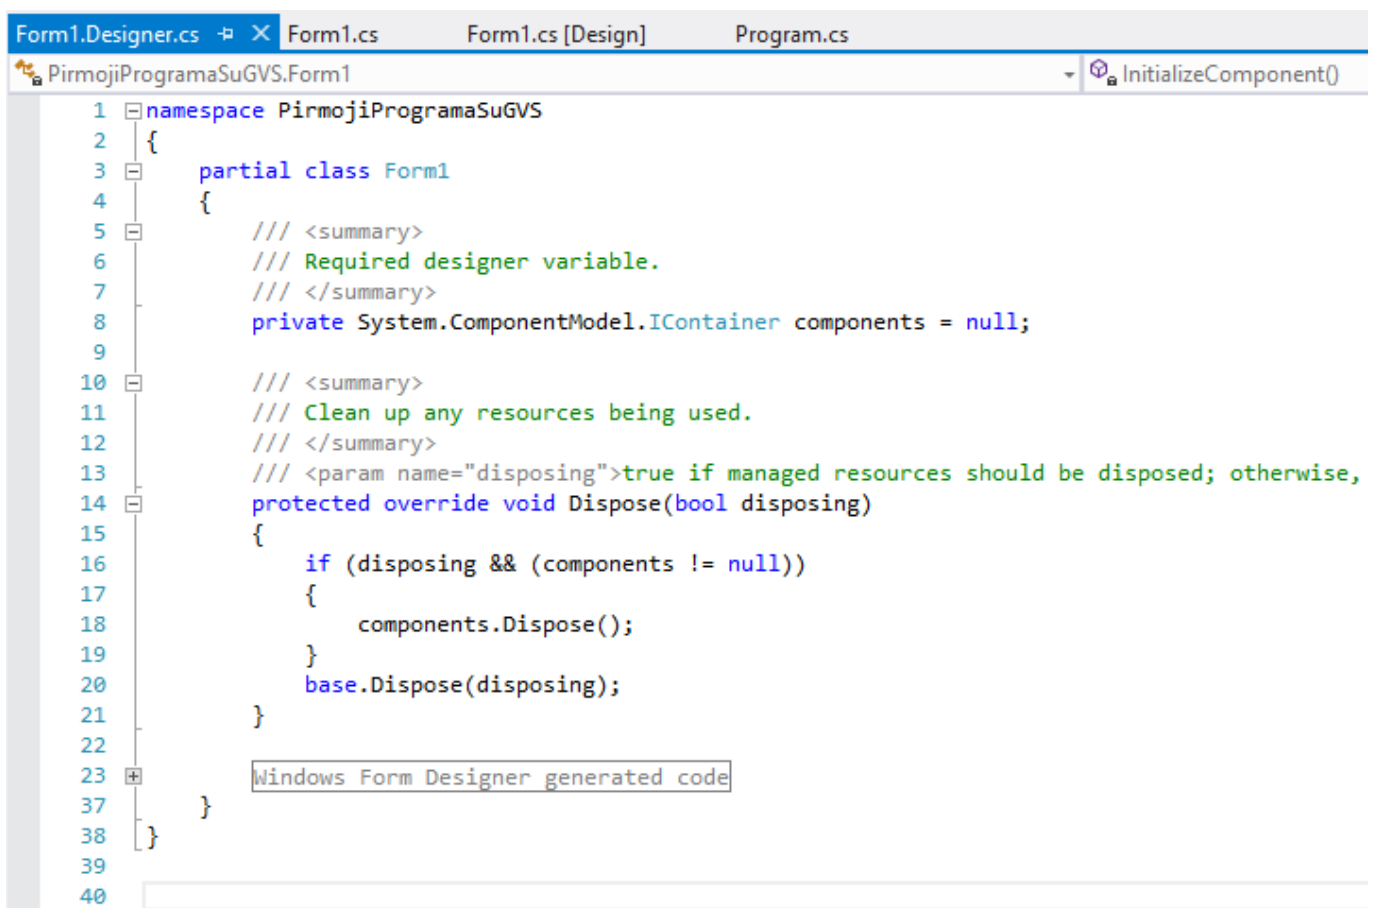 Form1.Designer.cs Form1.cs Form1.cs [Design] Program.cs
PirmojiProgramaSuGVS.Form1 InitializeComponent()
1 namespace PirmojiProgramaSuGVS
2 {
3 partial class Form1
4 {
5 /// <summary>
6 /// Required designer variable.
7 /// </summary>
8 private System.ComponentModel.IContainer components = null;
9
10 /// <summary>
11 /// Clean up any resources being used.
12 /// </summary>
13 /// <param name="disposing">true if managed resources should be disposed; otherwise,
14 protected override void Dispose(bool disposing)
15 {
16 if (disposing && (components != null))
17 {
18 components.Dispose();
19 }
20 base.Dispose(disposing);
21 }
22
23 Windows Form Designer generated code
37 }
38 }
39
40